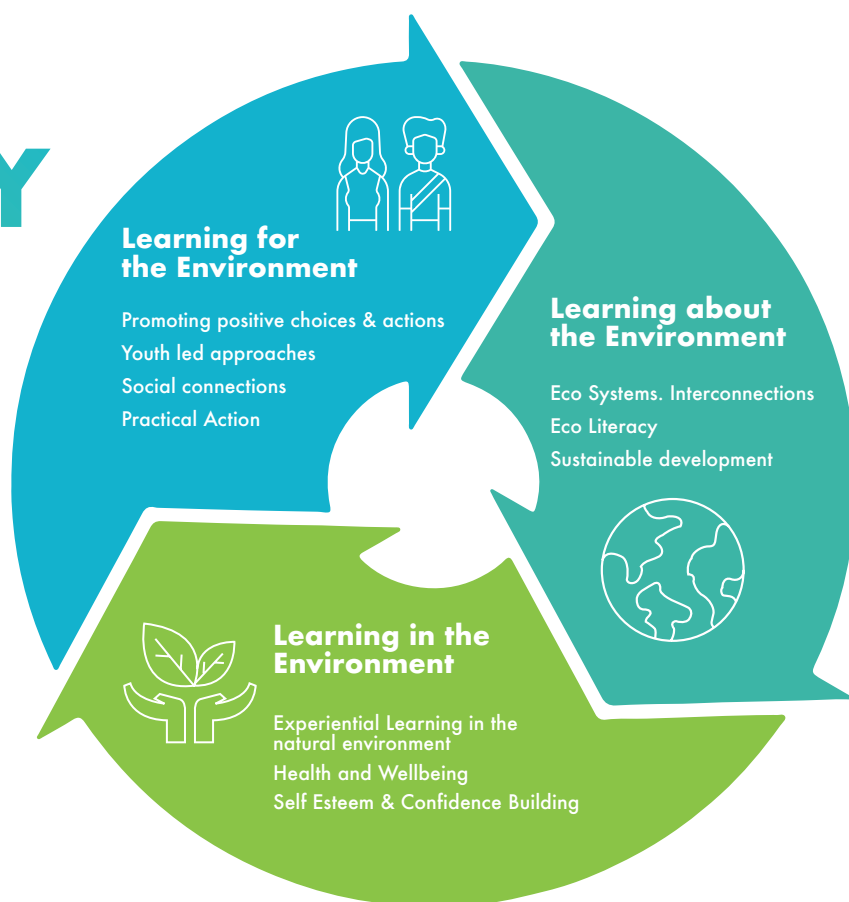 Y
Learning for
the Environment
Promoting positive choices & actions
Youth led approaches
Social connections
Practical Action
Learning about
the Environment
Eco Systems. Interconnections
Eco Literacy
Sustainable development
Learning in the
Environment
Experiential Learning in the
natural environment
Health and Wellbeing
Self Esteem & Confidence Building